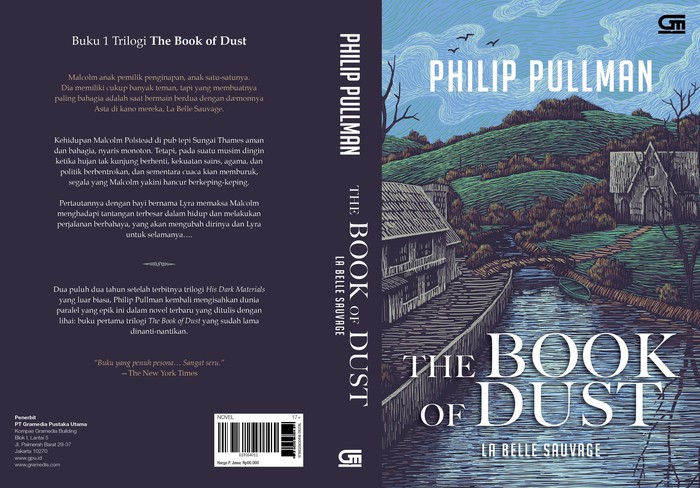 Buku 1 Trilogi The Book of Dust
Malcolm anak pemilik penginapan, anak satu-satunya.
Dia memiliki cukup banyak teman, tapi yang membuatnya
paling bahagia adalah saat bermain berdua dengan dæmonnya
Asta di kano mereka, La Belle Sauvage.
Kehidupan Malcolm Polstead di pub tepi Sungai Thames aman
dan bahagia, nyaris monoton. Tetapi, pada suatu musim dingin
ketika hujan tak kunjung berhenti, kekuatan sains, agama, dan
politik berbentrokan, dan sementara cuaca kian memburuk,
segala yang Malcolm yakini hancur berkeping-keping.
Pertautannya dengan bayi bernama Lyra memaksa Malcolm
menghadapi tantangan terbesar dalam hidup dan melakukan
perjalanan berbahaya, yang akan mengubah dirinya dan Lyra
untuk selamanya....
Dua puluh dua tahun setelah terbitnya trilogi His Dark Materials
yang luar biasa, Philip Pullman kembali mengisahkan dunia
paralel yang epik ini dalam novel terbaru yang ditulis dengan
lihai: buku pertama trilogi The Book of Dust yang sudah lama
dinanti-nantikan.
“Buku yang penuh pesona… Sangat seru.”
—The New York Times
Penerbit
PT Gramedia Pustaka Utama
Kompas Gramedia Building
Blok I, Lantai 5
Jl. Palmerah Barat 29-37
Jakarta 10270
www.gpu.id
www.gramedia.com
NOVEL 17+
Harga P. Jawa: Rp00.000
PHILIP PULLMAN
THE BOOK OF DUST
LA BELLE SAUVAGE
GM
GM
PHILIP PULLMAN
THE BOOK
OF DUST
LA BELLE SAUVAGE